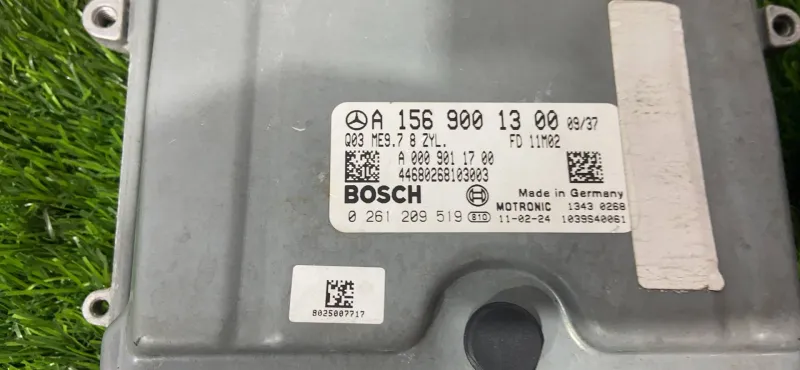 A 156 900 13 00 09/37
Q03 ME9.7 8 ZYL. FD 11M02
A 000 901 17 00
44680268103003
BOSCH
Made in Germany
MOTRONIC 1343 0268
0 261 209 519 810 11-02-24 1039S40061
8025007717